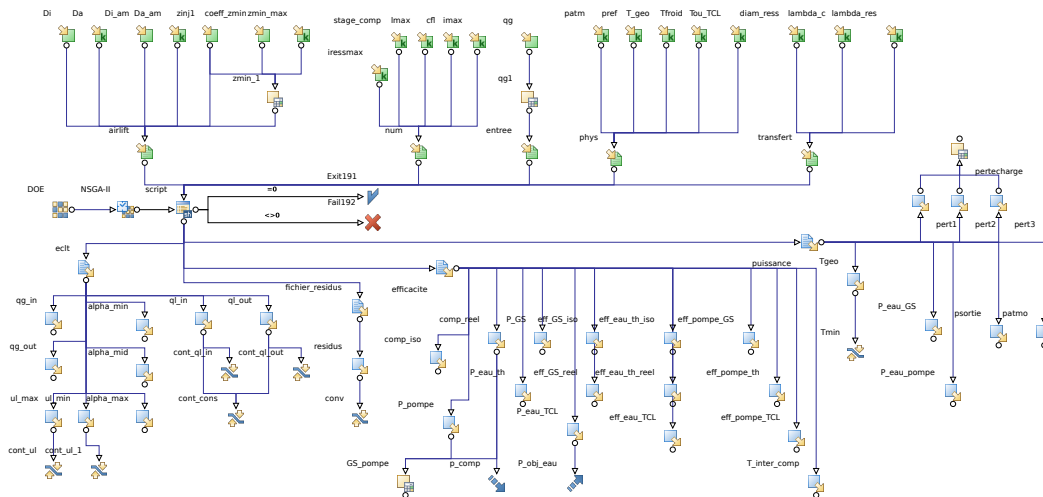 Di Da Di_am Da_am zinj1 coeff_zmin zmin_max stage_comp lmax cfl imax qg patm pref T_geo Tfroid Tou_TCL diam_ress lambda_c lambda_res
iressmax
zmin_1 qg1
airlift num entree phys transfert
pertecharge
Exit191
=0
DOE NSGA-II script
Fail192
<>0
pert1 pert2 pert3
eclt
Tgeo
puissance
efficacite
fichier_residus
qg_in alpha_min ql_in ql_out
P_EAU_GS psortie patmo
comp_reel P_GS eff_GS_iso eff_eau_th_iso eff_pompe_GS
Tmin
qg_out alpha_mid cont_ql_in cont_ql_out residus comp_iso
P_eau_th eff_GS_reel eff_eau_th_reel eff_pompe_th P_eau_pompe
ul_max ul_min alpha_max cont_cons conv
P_pompe P_eau_TCL eff_eau_TCL eff_pompe_TCL
cont_ul cont_ul_1
GS_pompe p_comp P_obj_eau T_inter_comp